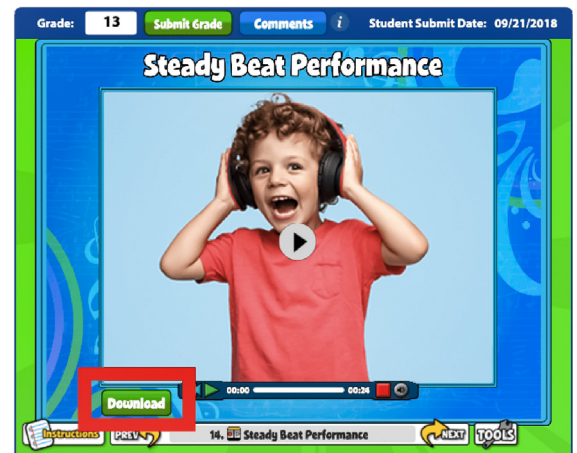 Grade: 13 Submit Grade Comments i Student Submit Date: 09/21/2018
Steady Beat Performance
00:00 00:24
Download
Instructions PREV 14. Steady Beat Performance NEXT TOOLS